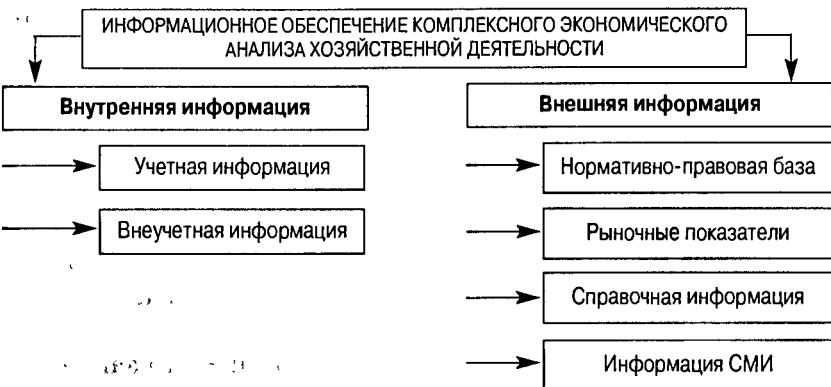 ИНФОРМАЦИОННОЕ ОБЕСПЕЧЕНИЕ КОМПЛЕКСНОГО ЭКОНОМИЧЕСКОГО
АНАЛИЗА ХОЗЯЙСТВЕННОЙ ДЕЯТЕЛЬНОСТИ
Внутренняя информация
Учетная информация
Внеучетная информация
Внешняя информация
Нормативно-правовая база
Рыночные показатели
Справочная информация
Информация СМИ